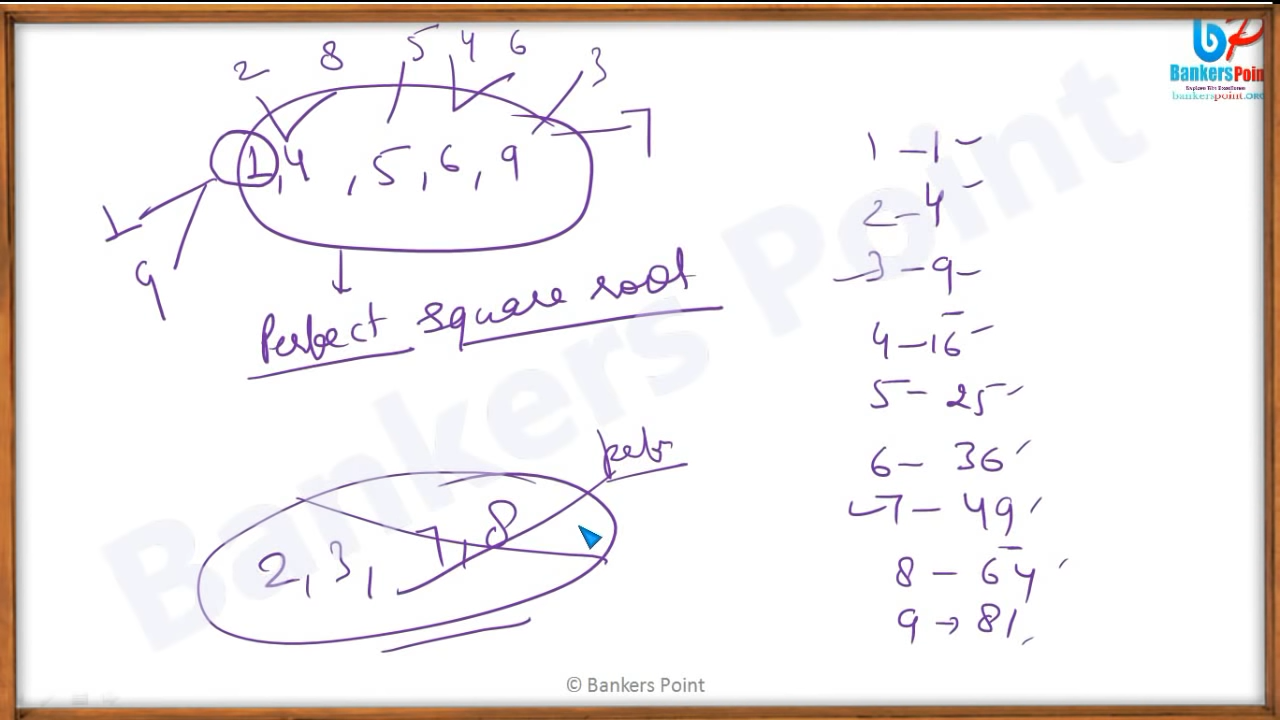 BankersPoint
bankerspoint.ORG
2 8 5 4 6 3
1, 4, 5, 6, 9 7
1
9
Perfect square root
2, 3, 7, 8
1 - 1
2 - 4
3 - 9
4 - 16
5 - 25
6 - 36
7 - 49
8 - 64
9 → 81
Bankers Point
© Bankers Point